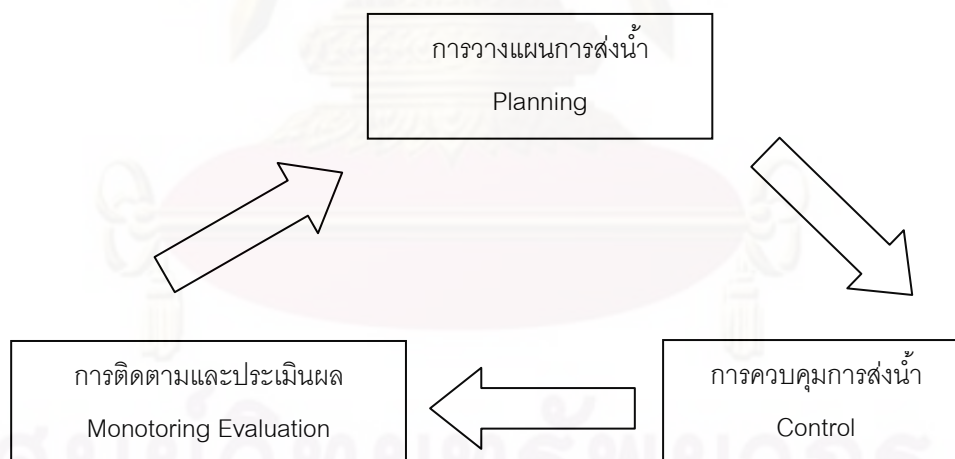 การวางแผนการส่งน้ำ
Planning
การติดตามและประเมินผล
Monotoring Evaluation
การควบคุมการส่งน้ำ
Control